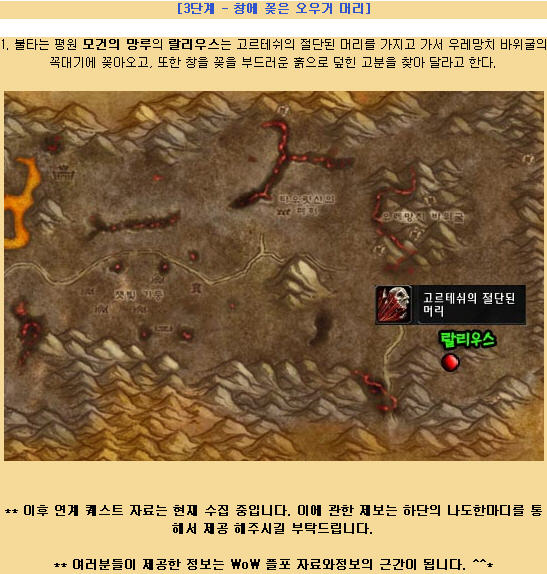 [3단계 - 창에 꽂은 오우거 머리]
1. 불타는 평원 모건의 망루의 랄리우스는 고르테쉬의 절단된 머리를 가지고 가서 우레망치 바위굴의
꼭대기에 꽂아오고, 또한 창을 꽂을 부드러운 흙으로 덮힌 고분을 찾아 달라고 한다.
폐허
우레망치 바위굴
잿빛 기둥
고르테쉬의 절단된
머리
랄리우스
** 이후 연계 퀘스트 자료는 현재 수집 중입니다. 이에 관한 제보는 하단의 나도한마디를 통
해서 제공 해주시길 부탁드립니다.
** 여러분들이 제공한 정보는 WoW 플포 자료와정보의 근간이 됩니다. ^^*